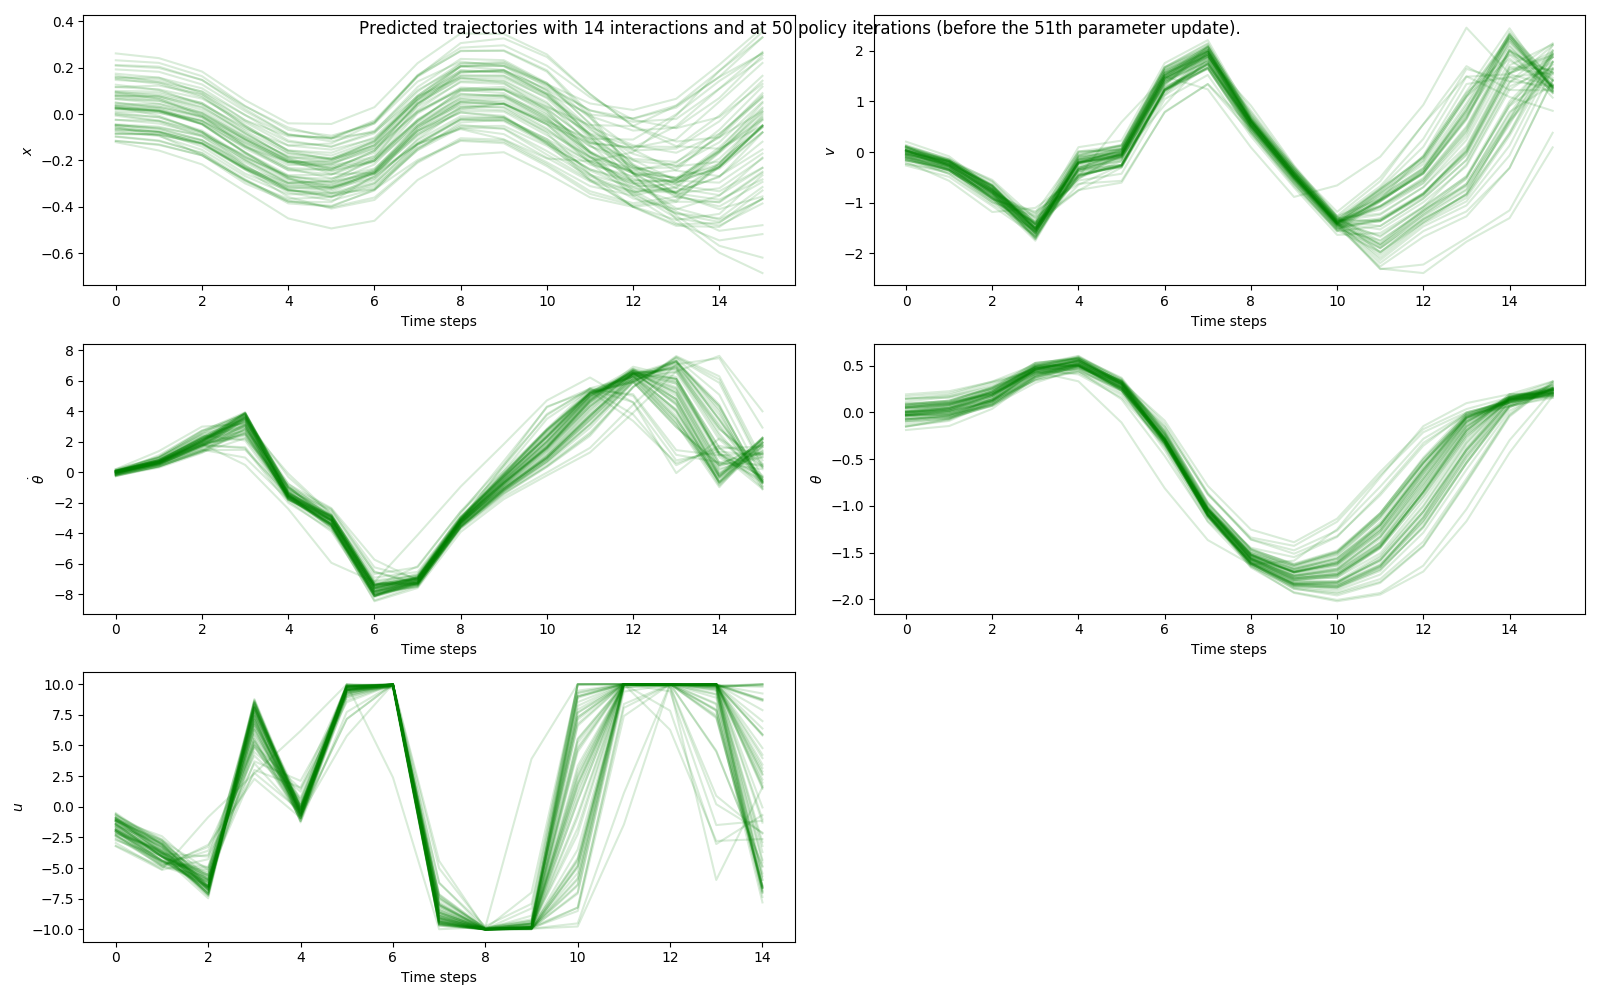 Predicted trajectories with 14 interactions and at 50 policy iterations (before the 51th parameter update).
0.4
0.2
0.0
−0.2
−0.4
−0.6
x
0 2 4 6 8 10 12 14
Time steps
2
1
0
−1
−2
v
0 2 4 6 8 10 12 14
Time steps
8
6
4
2
0
−2
−4
−6
−8
θ̇
0 2 4 6 8 10 12 14
Time steps
0.5
0.0
−0.5
−1.0
−1.5
−2.0
θ
0 2 4 6 8 10 12 14
Time steps
10.0
7.5
5.0
2.5
0.0
−2.5
−5.0
−7.5
−10.0
u
0 2 4 6 8 10 12 14
Time steps